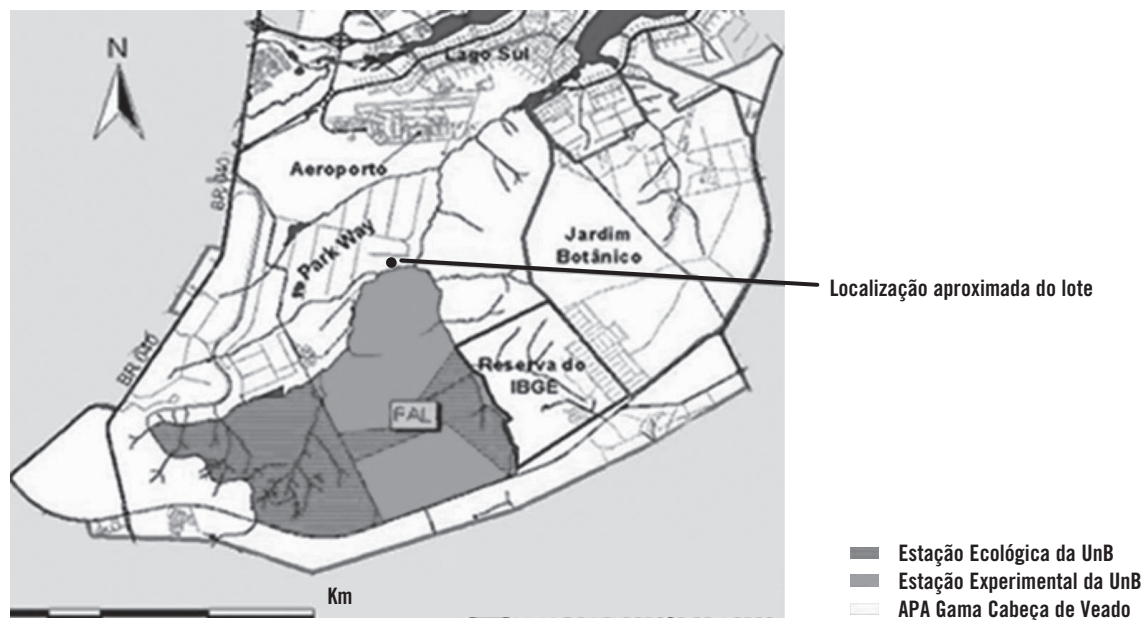 N
Lago Sul
Aeroporto
BR 040
Park Way
Jardim
Botânico
Localização aproximada do lote
BR 040
Reserva do
IBGE
FAL
Km
Estação Ecológica da UnB
Estação Experimental da UnB
APA Gama Cabeça de Veado